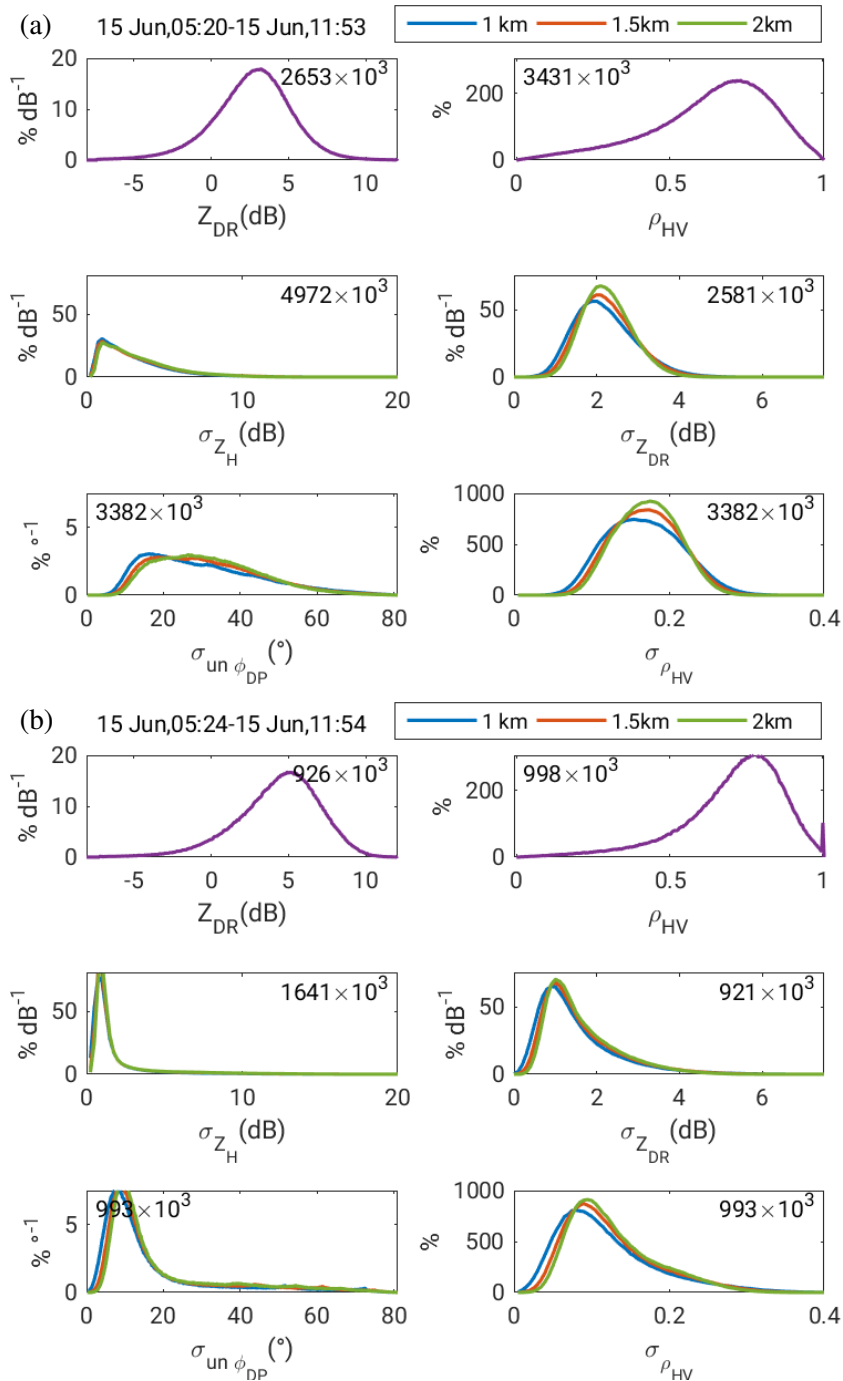 (a) 15 Jun,05:20-15 Jun,11:53 1 km 1.5km 2km
20 2653×10³ 3431×10³
% dB⁻¹ 10 % 200
0 0
-5 0 5 10 0 0.5 1
Z_DR(dB) ρ_HV
4972×10³ 2581×10³
% dB⁻¹ 50 % dB⁻¹ 50
0 0
0 10 20 0 2 4 6
σ_Z_H(dB) σ_Z_DR(dB)
3382×10³ 1000 3382×10³
% °⁻¹ 5 % 500
0 0
0 20 40 60 80 0 0.2 0.4
σ_un ϕ_DP(°) σ_ρ_HV
(b) 15 Jun,05:24-15 Jun,11:54 1 km 1.5km 2km
20 926×10³ 998×10³
% dB⁻¹ 10 % 200
0 0
-5 0 5 10 0 0.5 1
Z_DR(dB) ρ_HV
1641×10³ 921×10³
% dB⁻¹ 50 % dB⁻¹ 50
0 0
0 10 20 0 2 4 6
σ_Z_H(dB) σ_Z_DR(dB)
993×10³ 1000 993×10³
% °⁻¹ 5 % 500
0 0
0 20 40 60 80 0 0.2 0.4
σ_un ϕ_DP(°) σ_ρ_HV